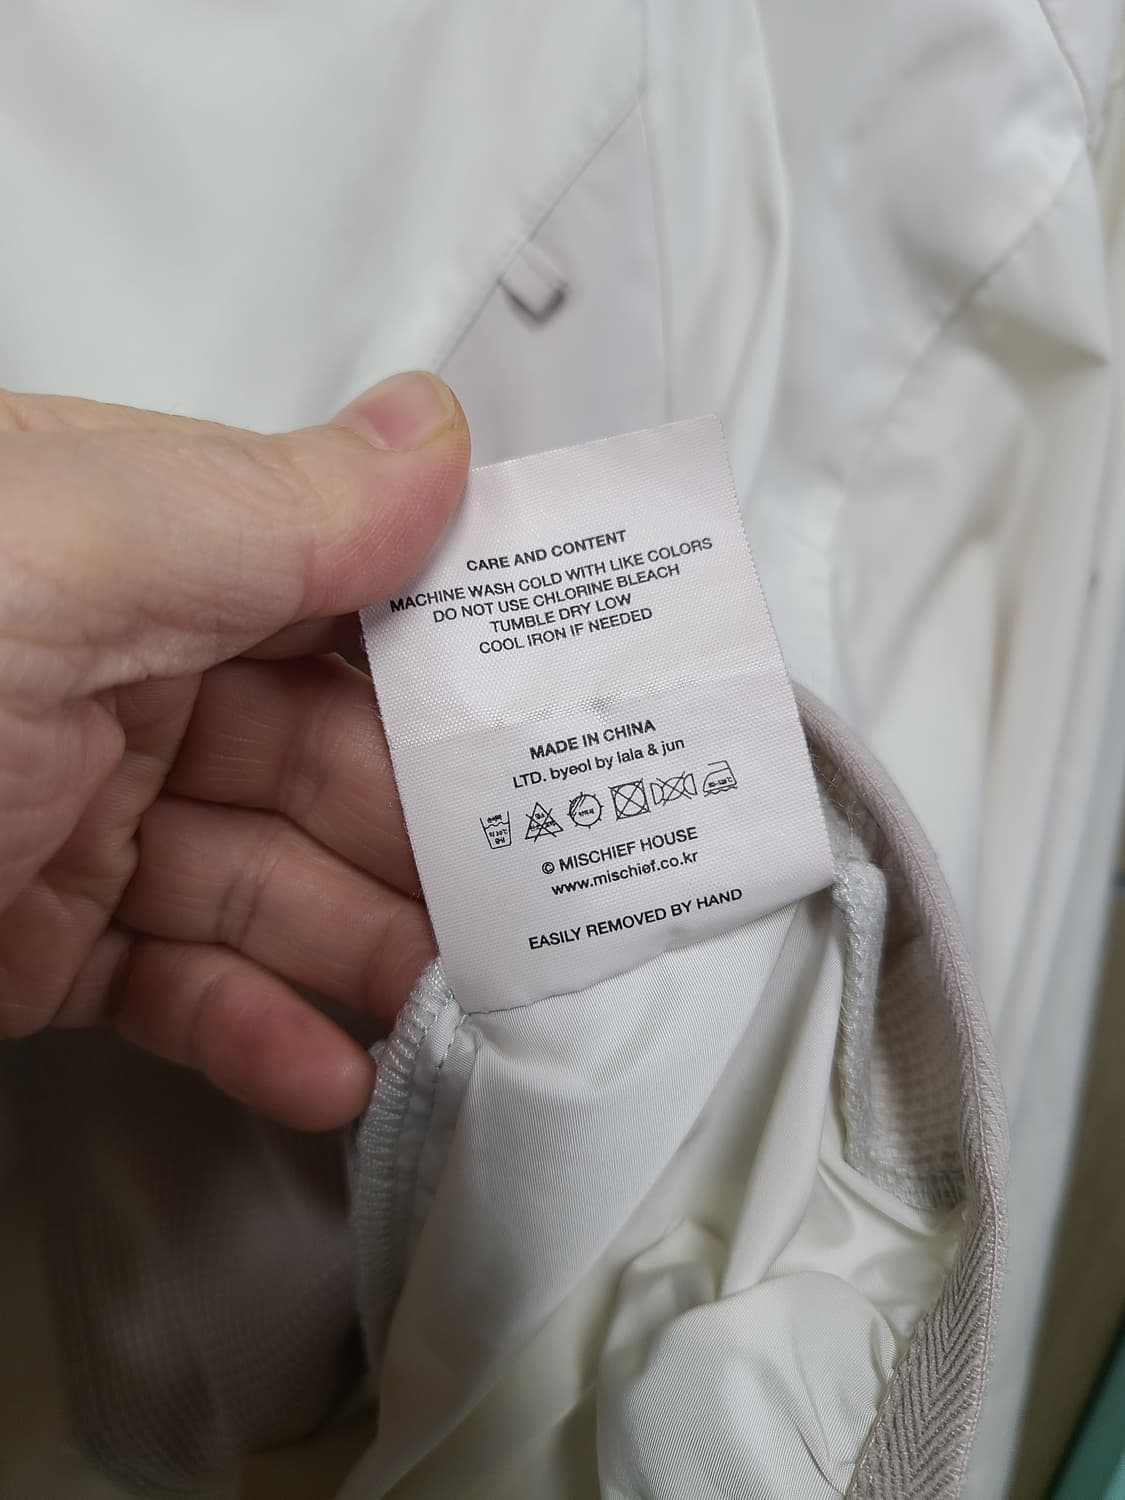 CARE AND CONTENT
MACHINE WASH COLD WITH LIKE COLORS
DO NOT USE CHLORINE BLEACH
TUMBLE DRY LOW
COOL IRON IF NEEDED
MADE IN CHINA
LTD. byeol by lala & jun
© MISCHIEF HOUSE
www.mischief.co.kr
EASILY REMOVED BY HAND